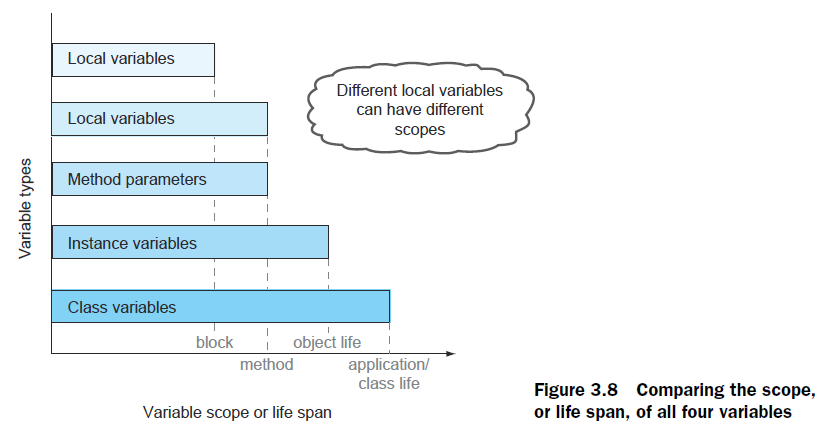 Local variables
Different local variables
can have different
scopes
Local variables
Method parameters
Instance variables
Class variables
Variable types
block
object life
method
application/
class life
Variable scope or life span
Figure 3.8 Comparing the scope,
or life span, of all four variables